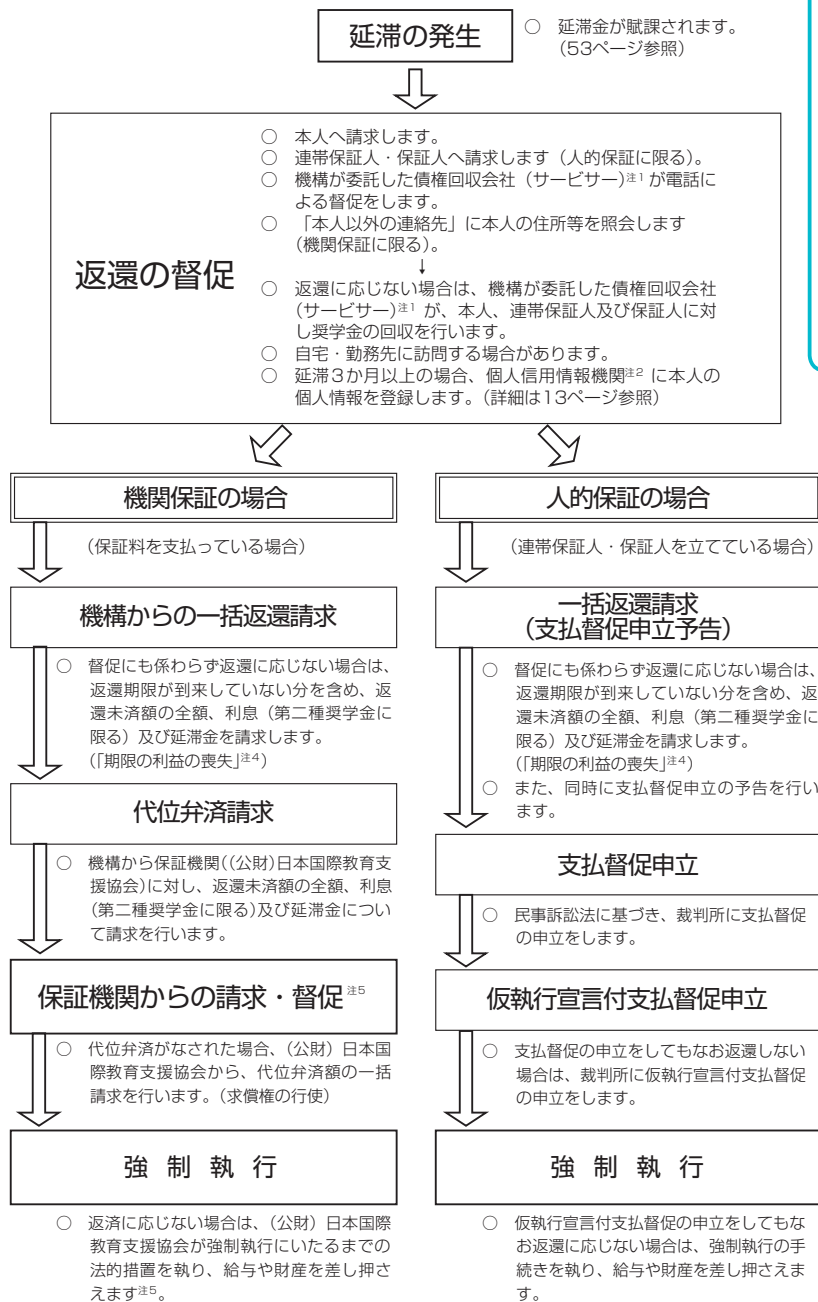 延滞の発生
○ 延滞金が賦課されます。
(53ページ参照)
返還の督促
○ 本人へ請求します。
○ 連帯保証人・保証人へ請求します（人的保証に限る）。
○ 機構が委託した債権回収会社（サービサー）注1 が電話に
よる督促をします。
○ 「本人以外の連絡先」に本人の住所等を照会します
(機関保証に限る)。
↓
○ 返還に応じない場合は、機構が委託した債権回収会社
(サービサー)注1 が、本人、連帯保証人及び保証人に対
し奨学金の回収を行います。
○ 自宅・勤務先に訪問する場合があります。
○ 延滞３か月以上の場合、個人信用情報機関注2 に本人の
個人情報を登録します。（詳細は13ページ参照）
機関保証の場合
（保証料を支払っている場合）
機構からの一括返還請求
○ 督促にも係わらず返還に応じない場合は、
返還期限が到来していない分を含め、返
還未済額の全額、利息（第二種奨学金に
限る）及び延滞金を請求します。
(「期限の利益の喪失」注4)
代位弁済請求
○ 機構から保証機関((公財)日本国際教育支
援協会)に対し、返還未済額の全額、利息
(第二種奨学金に限る)及び延滞金につい
て請求を行います。
保証機関からの請求・督促 注5
○ 代位弁済がなされた場合、(公財) 日本国
際教育支援協会から、代位弁済額の一括
請求を行います。(求償権の行使)
強 制 執 行
○ 返済に応じない場合は、(公財) 日本国際
教育支援協会が強制執行にいたるまでの
法的措置を執り、給与や財産を差し押さ
えます注5。
人的保証の場合
（連帯保証人・保証人を立てている場合）
一括返還請求
（支払督促申立予告）
○ 督促にも係わらず返還に応じない場合は、
返還期限が到来していない分を含め、返
還未済額の全額、利息（第二種奨学金に
限る）及び延滞金を請求します。
(「期限の利益の喪失」注4)
○ また、同時に支払督促申立の予告を行い
ます。
支払督促申立
○ 民事訴訟法に基づき、裁判所に支払督促
の申立をします。
仮執行宣言付支払督促申立
○ 支払督促の申立をしてもなお返還しない
場合は、裁判所に仮執行宣言付支払督促
の申立をします。
強 制 執 行
○ 仮執行宣言付支払督促の申立をしてもな
お返還に応じない場合は、強制執行の手
続きを執り、給与や財産を差し押さえま
す。